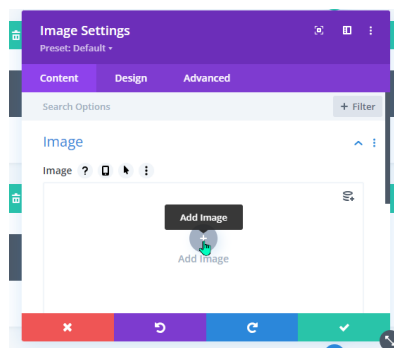 Image Settings
Preset: Default
Content Design Advanced
Search Options + Filter
Image
Image ?
Add Image
Add Image